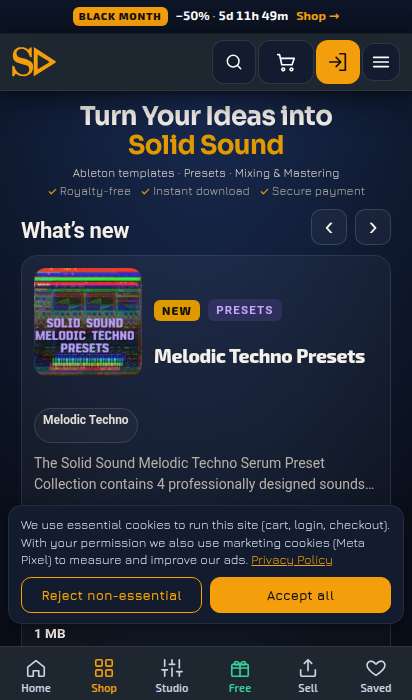 BLACK MONTH −50% · 5d 11h 49m Shop →
SD
Turn Your Ideas into
Solid Sound
Ableton templates · Presets · Mixing & Mastering
✓ Royalty-free ✓ Instant download ✓ Secure payment
What's new
SOLID SOUND
MELODIC TECHNO
PRESETS
NEW PRESETS
Melodic Techno Presets
Melodic Techno
The Solid Sound Melodic Techno Serum Preset
Collection contains 4 professionally designed sounds…
We use essential cookies to run this site (cart, login, checkout).
With your permission we also use marketing cookies (Meta
Pixel) to measure and improve our ads. Privacy Policy
Reject non-essential Accept all
1 MB
Home Shop Studio Free Sell Saved